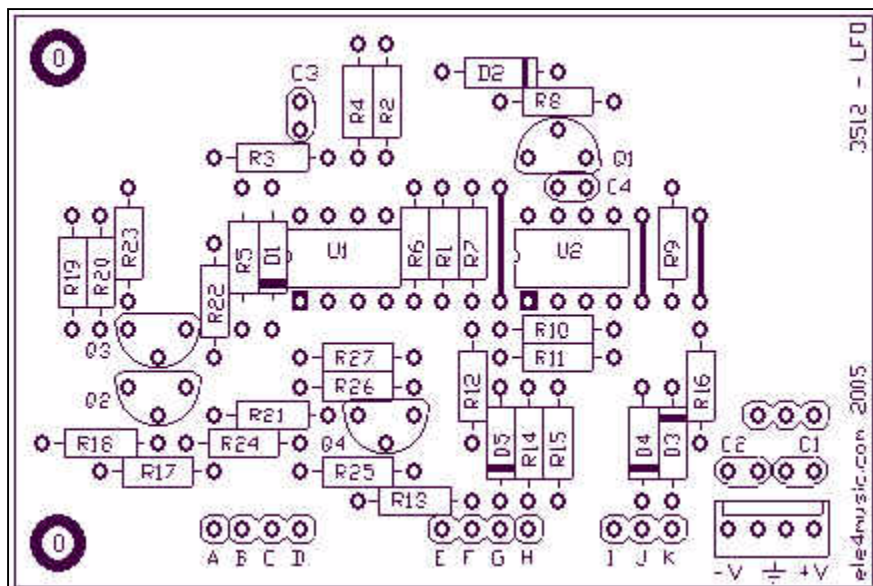 0
C3
D2
R8
R4
R2
3512 - LFO
R3
Q1
C4
R23
R5
D1
U1
R6
R1
R7
U2
R9
R19
R20
R22
Q3
R10
R27
R11
R26
R12
R16
Q2
R21
D5
R14
R15
D4
D3
R18
R24
Q4
C2
C1
R17
R25
R13
0
A B C D
E F G H
I J K
-V +V
ele4music.com 2005